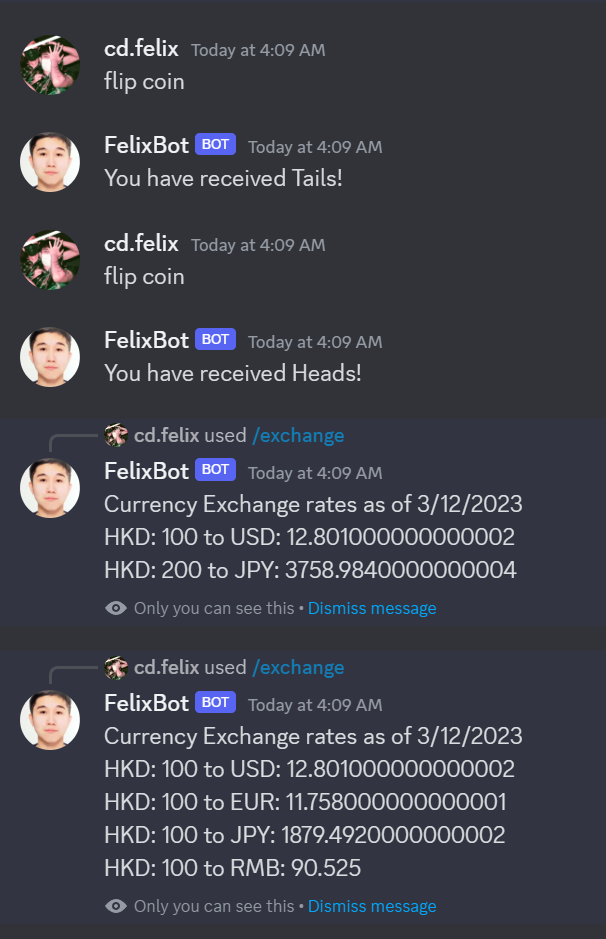 cd.felix Today at 4:09 AM
flip coin
FelixBot BOT Today at 4:09 AM
You have received Tails!
cd.felix Today at 4:09 AM
flip coin
FelixBot BOT Today at 4:09 AM
You have received Heads!
cd.felix used /exchange
FelixBot BOT Today at 4:09 AM
Currency Exchange rates as of 3/12/2023
HKD: 100 to USD: 12.801000000000002
HKD: 200 to JPY: 3758.9840000000004
Only you can see this • Dismiss message
cd.felix used /exchange
FelixBot BOT Today at 4:09 AM
Currency Exchange rates as of 3/12/2023
HKD: 100 to USD: 12.801000000000002
HKD: 100 to EUR: 11.758000000000001
HKD: 100 to JPY: 1879.4920000000002
HKD: 100 to RMB: 90.525
Only you can see this • Dismiss message